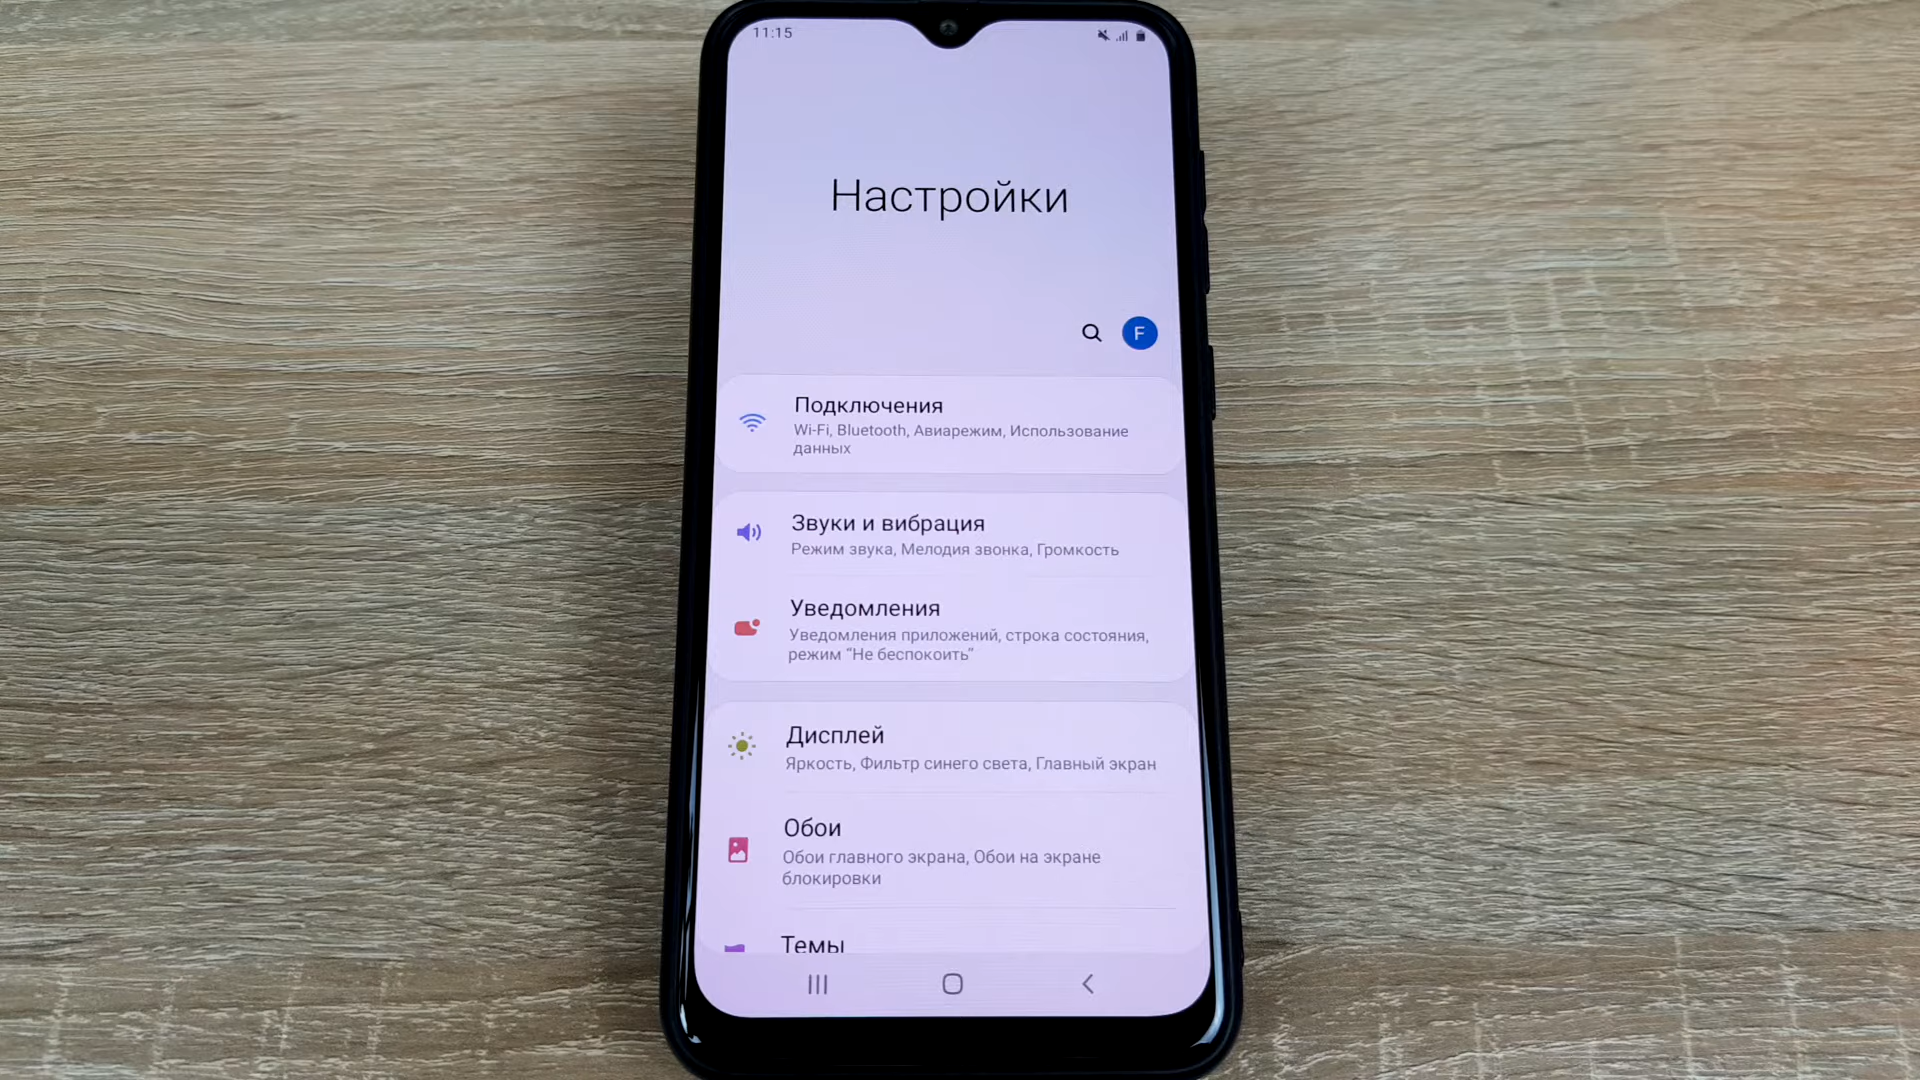 11:15
Настройки
F
Подключения
Wi-Fi, Bluetooth, Авиарежим, Использование
данных
Звуки и вибрация
Режим звука, Мелодия звонка, Громкость
Уведомления
Уведомления приложений, строка состояния,
режим “Не беспокоить”
Дисплей
Яркость, Фильтр синего света, Главный экран
Обои
Обои главного экрана, Обои на экране
блокировки
Темы